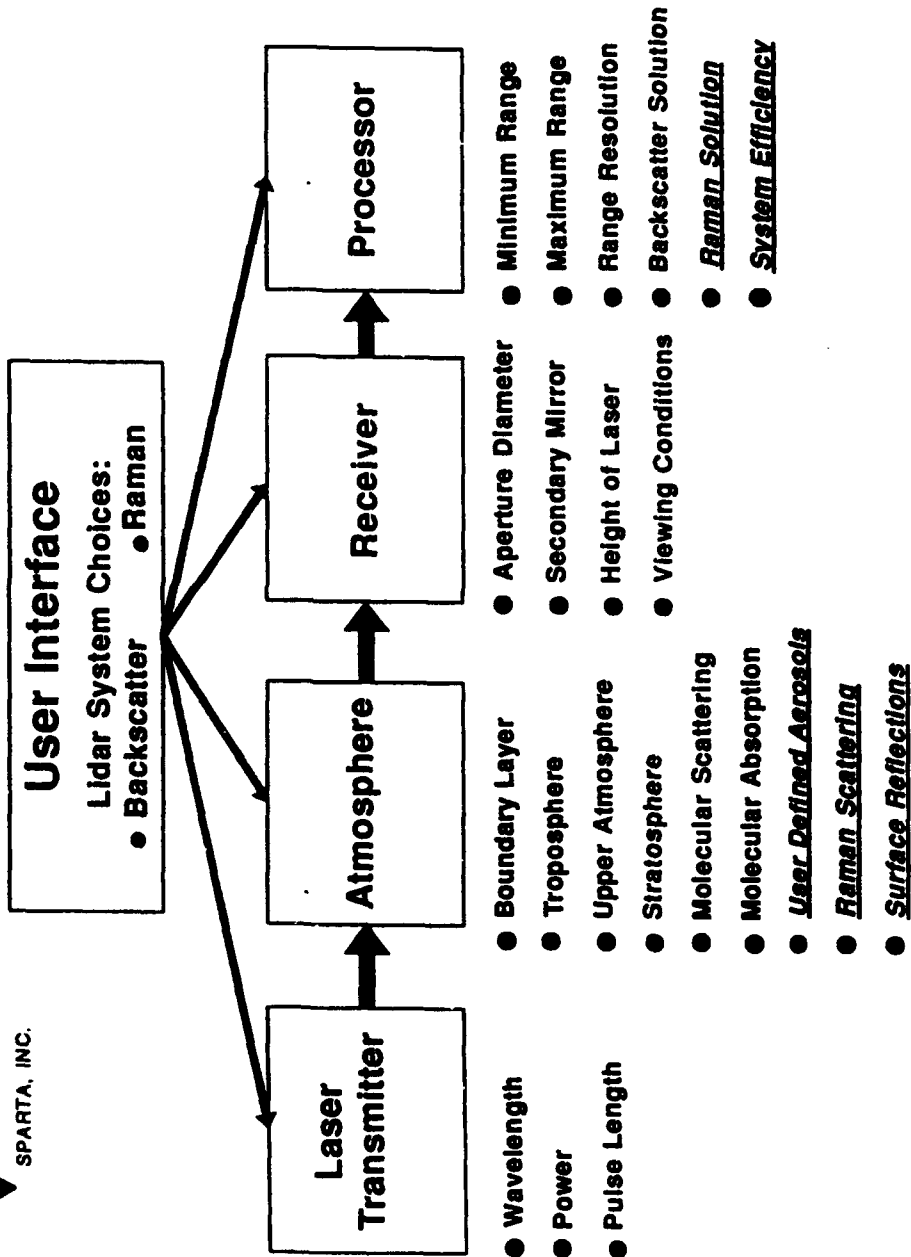 SPARTA, INC.
User Interface
Lidar System Choices:
● Backscatter ● Raman
Laser
Transmitter
Atmosphere
Receiver
Processor
● Wavelength
● Power
● Pulse Length
● Boundary Layer
● Troposphere
● Upper Atmosphere
● Stratosphere
● Molecular Scattering
● Molecular Absorption
● User Defined Aerosols
● Raman Scattering
● Surface Reflections
● Aperture Diameter
● Secondary Mirror
● Height of Laser
● Viewing Conditions
● Minimum Range
● Maximum Range
● Range Resolution
● Backscatter Solution
● Raman Solution
● System Efficiency